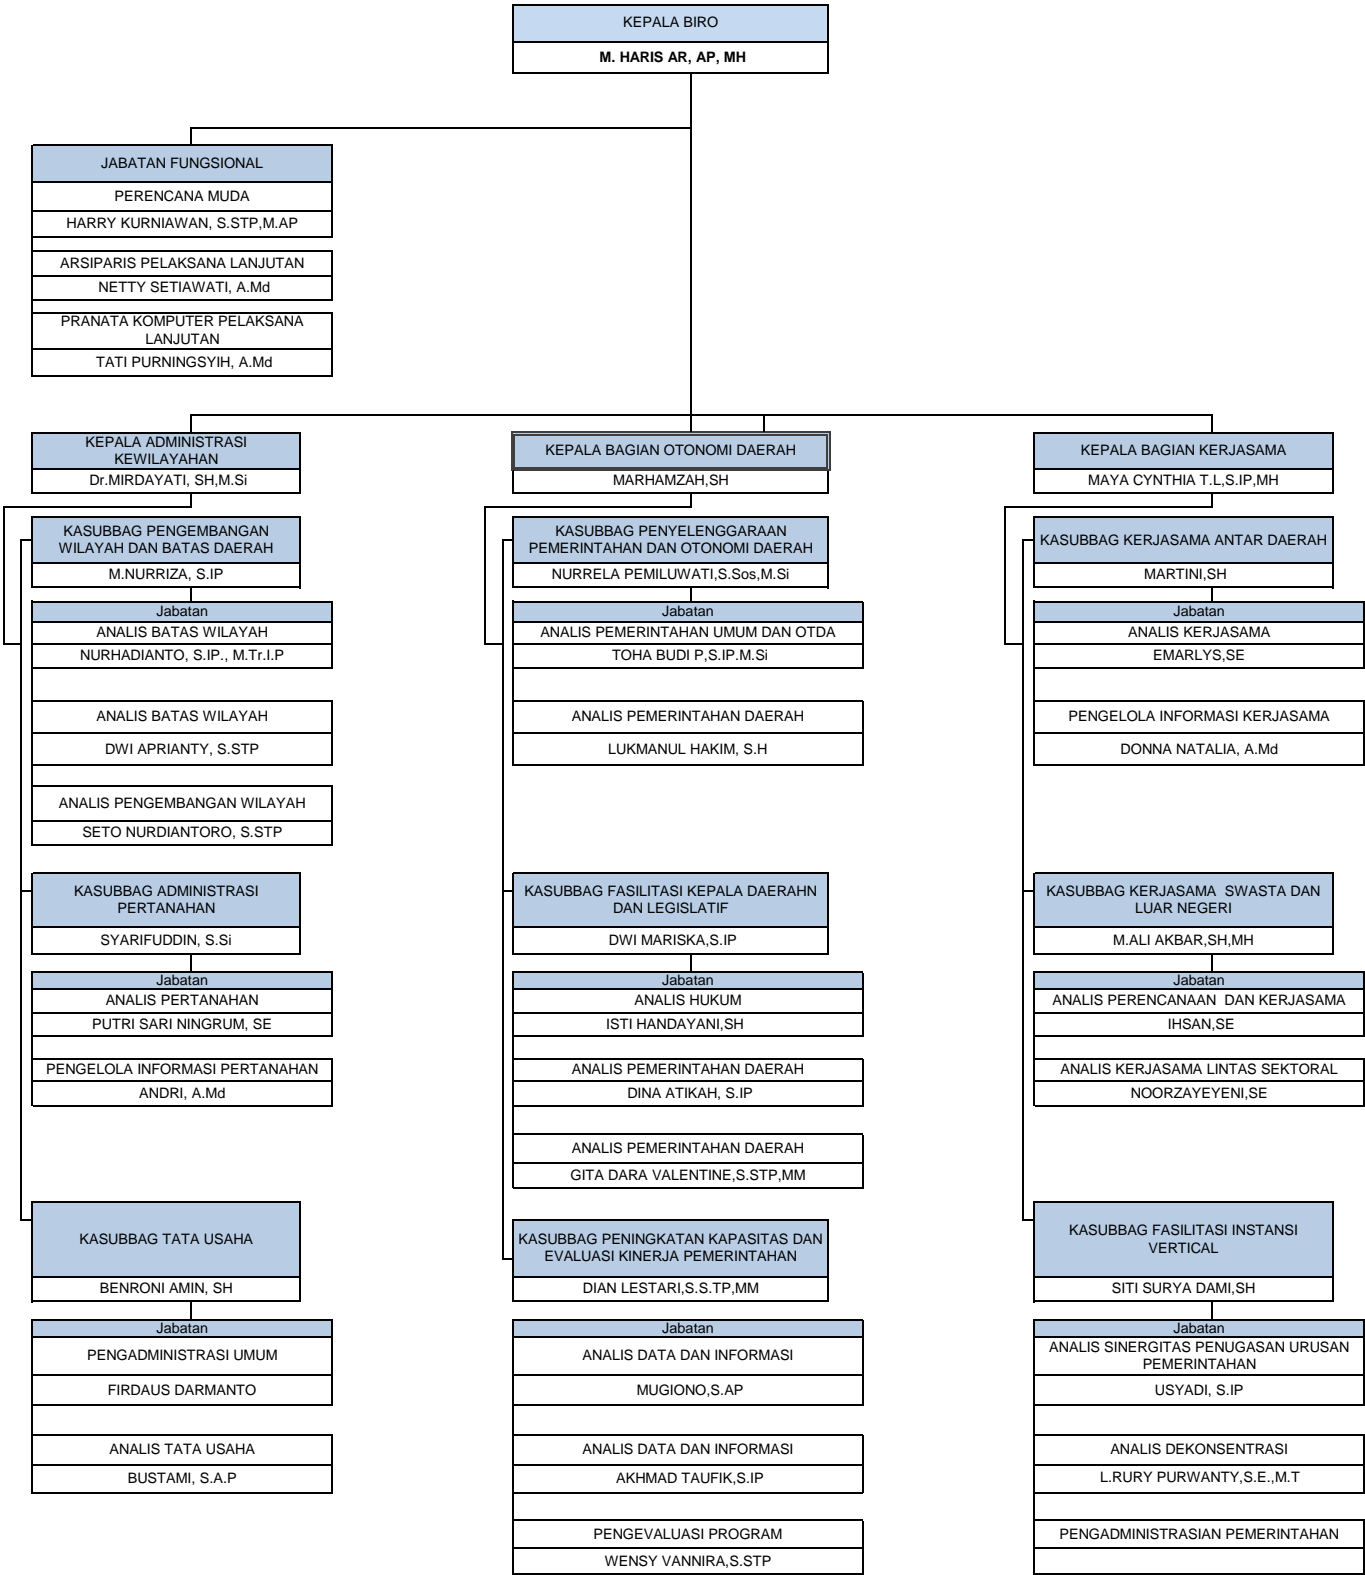 KEPALA BIRO
M. HARIS AR, AP, MH
JABATAN FUNGSIONAL
PERENCANA MUDA
HARRY KURNIAWAN, S.STP,M.AP
ARSIPARIS PELAKSANA LANJUTAN
NETTY SETIAWATI, A.Md
PRANATA KOMPUTER PELAKSANA
LANJUTAN
TATI PURNINGSYIH, A.Md
KEPALA ADMINISTRASI
KEWILAYAHAN
Dr.MIRDAYATI, SH,M.Si
KASUBBAG PENGEMBANGAN
WILAYAH DAN BATAS DAERAH
M.NURRIZA, S.IP
Jabatan
ANALIS BATAS WILAYAH
NURHADIANTO, S.IP., M.Tr.I.P
ANALIS BATAS WILAYAH
DWI APRIANTY, S.STP
ANALIS PENGEMBANGAN WILAYAH
SETO NURDIANTORO, S.STP
KASUBBAG ADMINISTRASI
PERTANAHAN
SYARIFUDDIN, S.Si
Jabatan
ANALIS PERTANAHAN
PUTRI SARI NINGRUM, SE
PENGELOLA INFORMASI PERTANAHAN
ANDRI, A.Md
KASUBBAG TATA USAHA
BENRONI AMIN, SH
Jabatan
PENGADMINISTRASI UMUM
FIRDAUS DARMANTO
ANALIS TATA USAHA
BUSTAMI, S.A.P
KEPALA BAGIAN OTONOMI DAERAH
MARHAMZAH,SH
KASUBBAG PENYELENGGARAAN
PEMERINTAHAN DAN OTONOMI DAERAH
NURRELA PEMILUWATI,S.Sos,M.Si
Jabatan
ANALIS PEMERINTAHAN UMUM DAN OTDA
TOHA BUDI P,S.IP.M.Si
ANALIS PEMERINTAHAN DAERAH
LUKMANUL HAKIM, S.H
KASUBBAG FASILITASI KEPALA DAERAHN
DAN LEGISLATIF
DWI MARISKA,S.IP
Jabatan
ANALIS HUKUM
ISTI HANDAYANI,SH
ANALIS PEMERINTAHAN DAERAH
DINA ATIKAH, S.IP
ANALIS PEMERINTAHAN DAERAH
GITA DARA VALENTINE,S.STP,MM
KASUBBAG PENINGKATAN KAPASITAS DAN
EVALUASI KINERJA PEMERINTAHAN
DIAN LESTARI,S.S.TP,MM
Jabatan
ANALIS DATA DAN INFORMASI
MUGIONO,S.AP
ANALIS DATA DAN INFORMASI
AKHMAD TAUFIK,S.IP
PENGEVALUASI PROGRAM
WENSY VANNIRA,S.STP
KEPALA BAGIAN KERJASAMA
MAYA CYNTHIA T.L,S.IP,MH
KASUBBAG KERJASAMA ANTAR DAERAH
MARTINI,SH
Jabatan
ANALIS KERJASAMA
EMARLYS,SE
PENGELOLA INFORMASI KERJASAMA
DONNA NATALIA, A.Md
KASUBBAG KERJASAMA  SWASTA DAN
LUAR NEGERI
M.ALI AKBAR,SH,MH
Jabatan
ANALIS PERENCANAAN  DAN KERJASAMA
IHSAN,SE
ANALIS KERJASAMA LINTAS SEKTORAL
NOORZAYEYENI,SE
KASUBBAG FASILITASI INSTANSI
VERTICAL
SITI SURYA DAMI,SH
Jabatan
ANALIS SINERGITAS PENUGASAN URUSAN
PEMERINTAHAN
USYADI, S.IP
ANALIS DEKONSENTRASI
L.RURY PURWANTY,S.E.,M.T
PENGADMINISTRASIAN PEMERINTAHAN